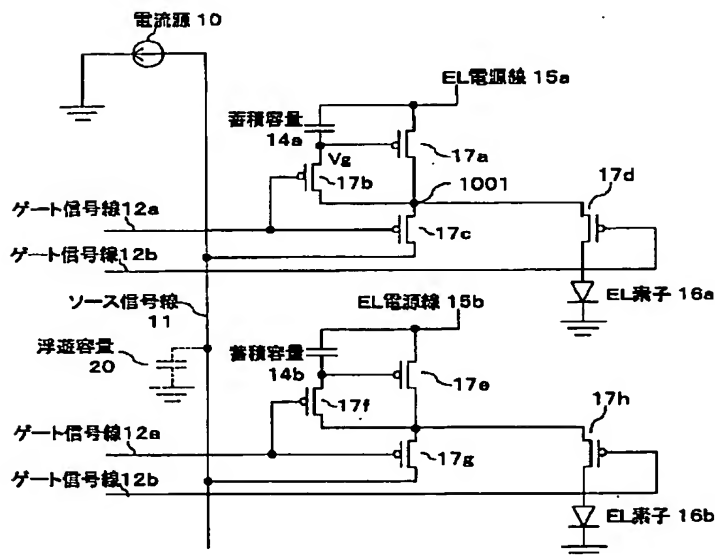 電流源 10
EL電源線 15a
蓄積容量
14a
Vg
17a
17b
1001
17d
ゲート信号線12a
17c
ゲート信号線12b
ソース信号線
11
EL素子 16a
EL電源線 15b
浮遊容量
20
蓄積容量
14b
17e
17f
17h
ゲート信号線12a
17g
ゲート信号線12b
EL素子 16b